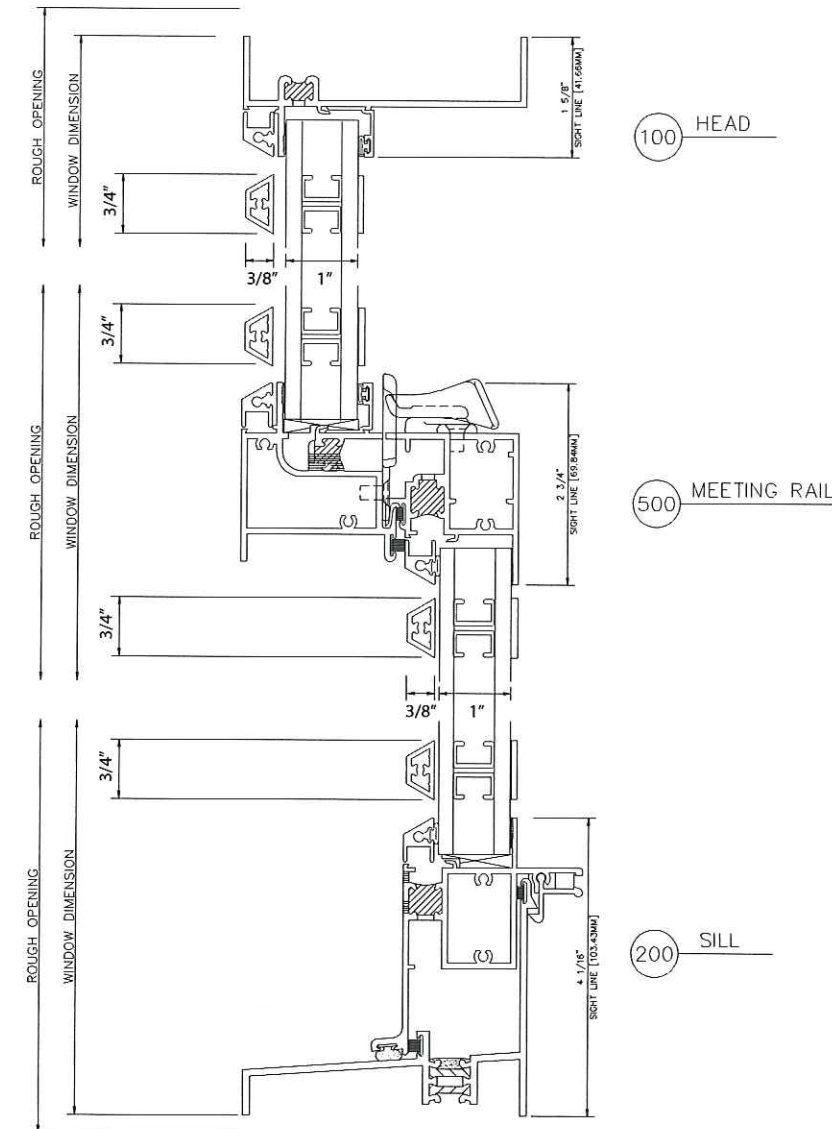 ROUGH OPENING
WINDOW DIMENSION
1 5/8"
SIGHT LINE [41.66MM]
100 HEAD
3/4"
3/8"
1"
3/4"
ROUGH OPENING
WINDOW DIMENSION
2 3/4"
SIGHT LINE [69.84MM]
500 MEETING RAIL
3/4"
3/8"
1"
3/4"
ROUGH OPENING
WINDOW DIMENSION
4 1/16"
SIGHT LINE [103.43MM]
200 SILL